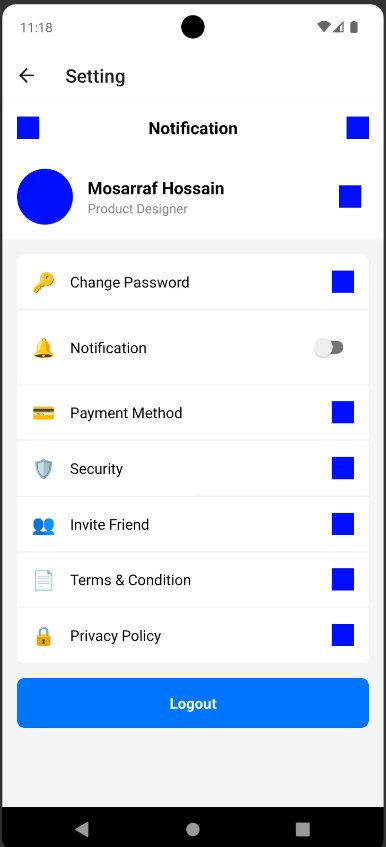 11:18
Setting
Notification
Mosarraf Hossain
Product Designer
Change Password
Notification
Payment Method
Security
Invite Friend
Terms & Condition
Privacy Policy
Logout